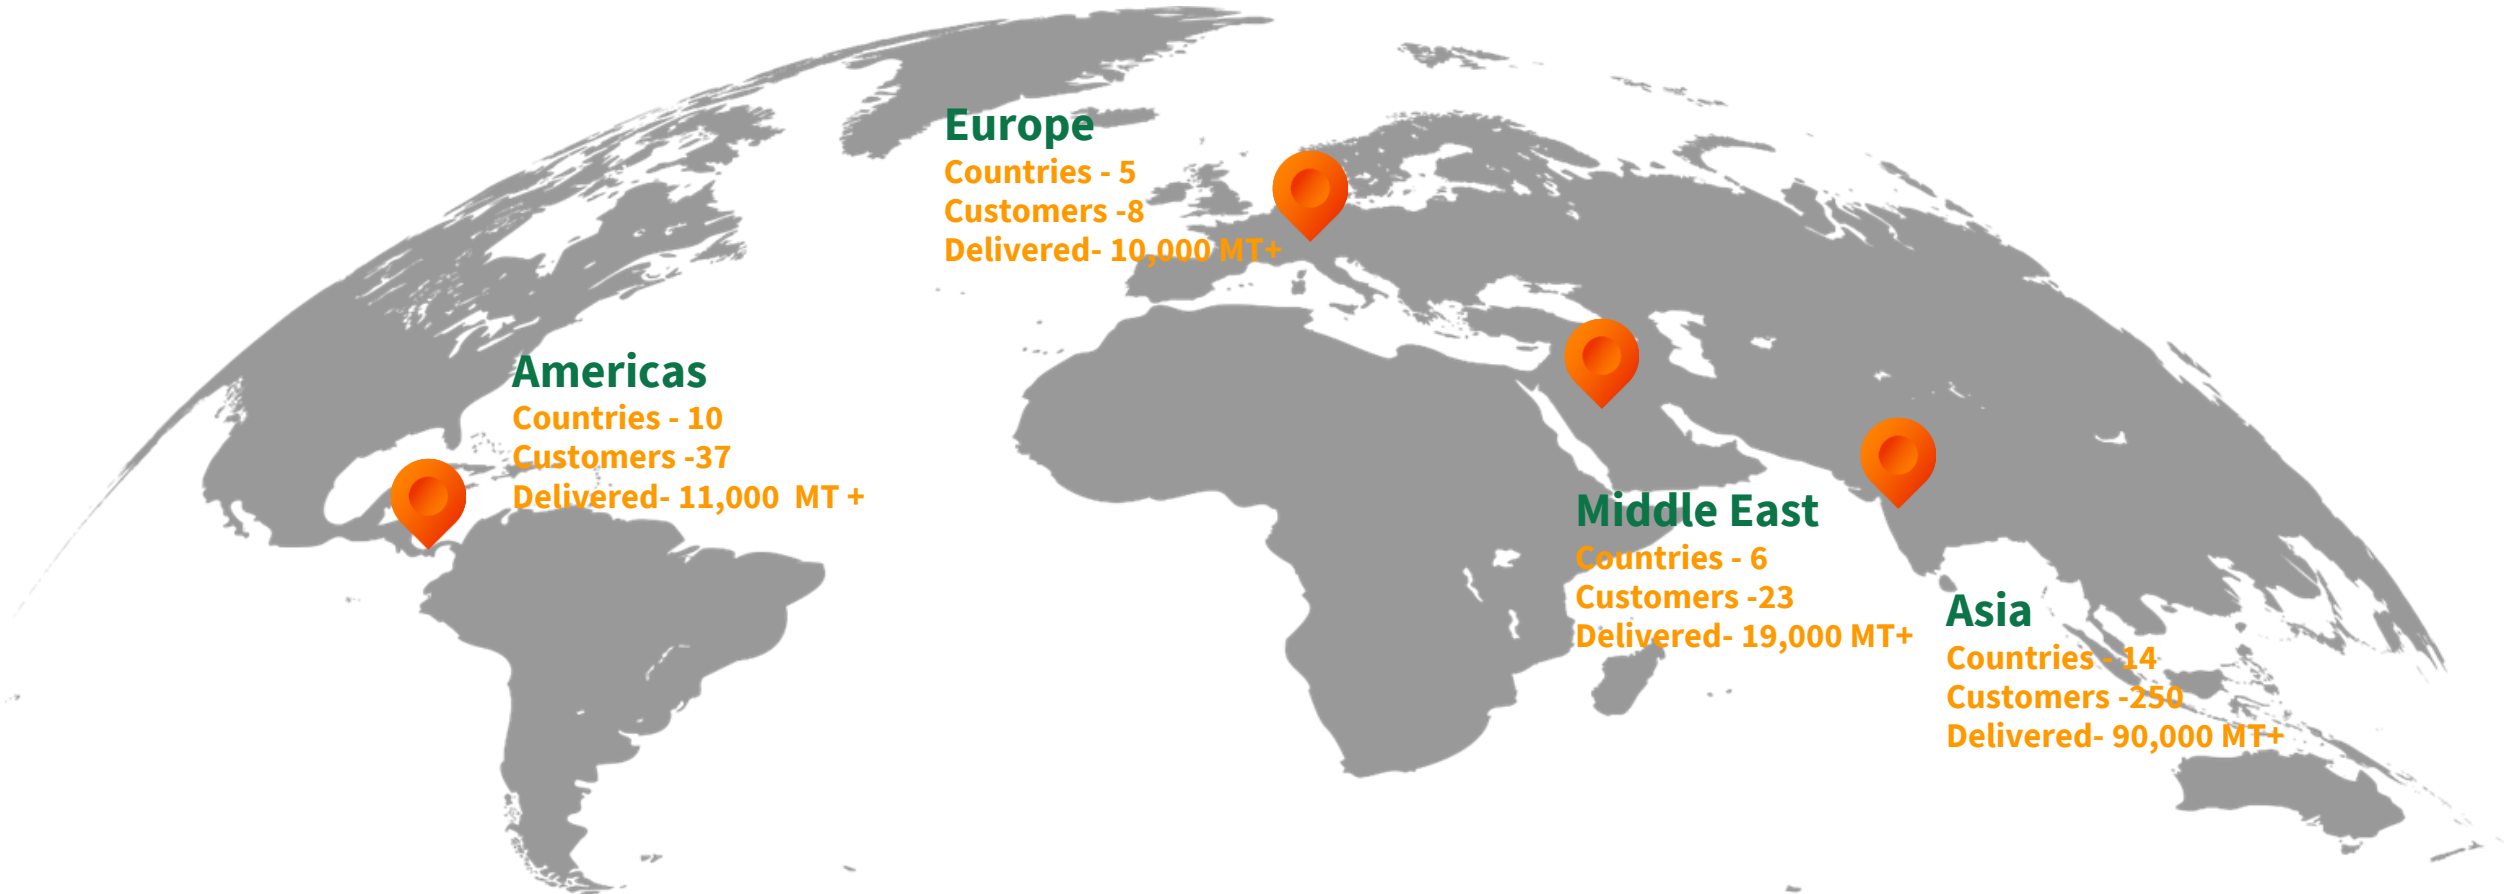 Europe
Countries - 5
Customers -8
Delivered- 10,000 MT+
Americas
Countries - 10
Customers -37
Delivered- 11,000  MT +
Middle East
Countries - 6
Customers -23
Delivered- 19,000 MT+
Asia
Countries - 14
Customers -250
Delivered- 90,000 MT+